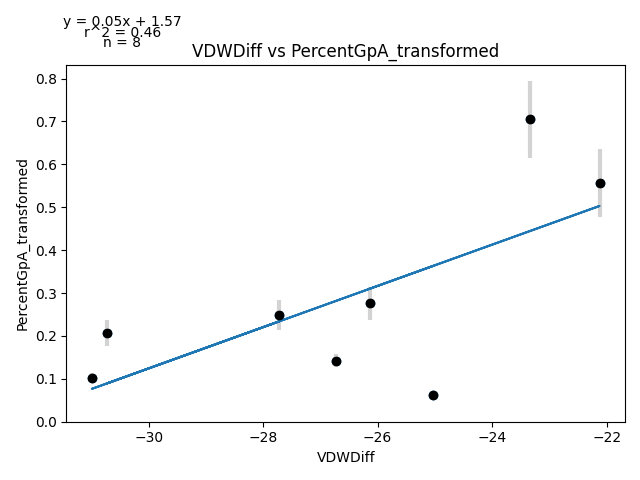 y = 0.05x + 1.57
r^2 = 0.46
n = 8
VDWDiff vs PercentGpA_transformed
PercentGpA_transformed
0.8
0.7
0.6
0.5
0.4
0.3
0.2
0.1
0.0
−30
−28
−26
−24
−22
VDWDiff